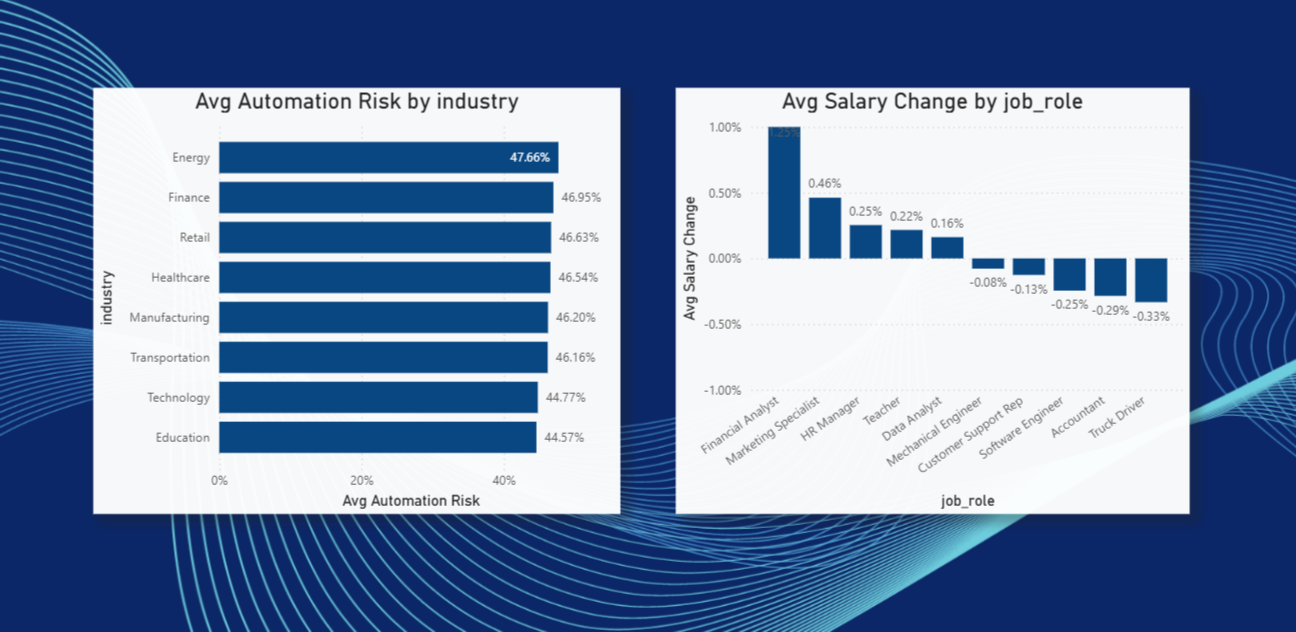 Avg Automation Risk by industry
industry
Energy 47.66%
Finance 46.95%
Retail 46.63%
Healthcare 46.54%
Manufacturing 46.20%
Transportation 46.16%
Technology 44.77%
Education 44.57%
0% 20% 40%
Avg Automation Risk
Avg Salary Change by job_role
Avg Salary Change
1.00%
0.50%
0.00%
-0.50%
-1.00%
1.25%
0.46%
0.25%
0.22%
0.16%
-0.08%
-0.13%
-0.25%
-0.29%
-0.33%
Financial Analyst
Marketing Specialist
HR Manager
Teacher
Data Analyst
Mechanical Engineer
Customer Support Rep
Software Engineer
Accountant
Truck Driver
job_role